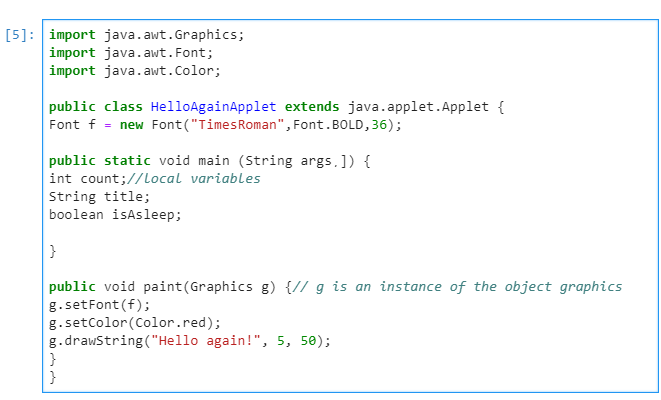 [5]: import java.awt.Graphics;
import java.awt.Font;
import java.awt.Color;
public class HelloAgainApplet extends java.applet.Applet {
Font f = new Font("TimesRoman",Font.BOLD,36);
public static void main (String args.]) {
int count;//Local variables
String title;
boolean isAsleep;
}
public void paint(Graphics g) {// g is an instance of the object graphics
g.setFont(f);
g.setColor(Color.red);
g.drawString("Hello again!", 5, 50);
}
}